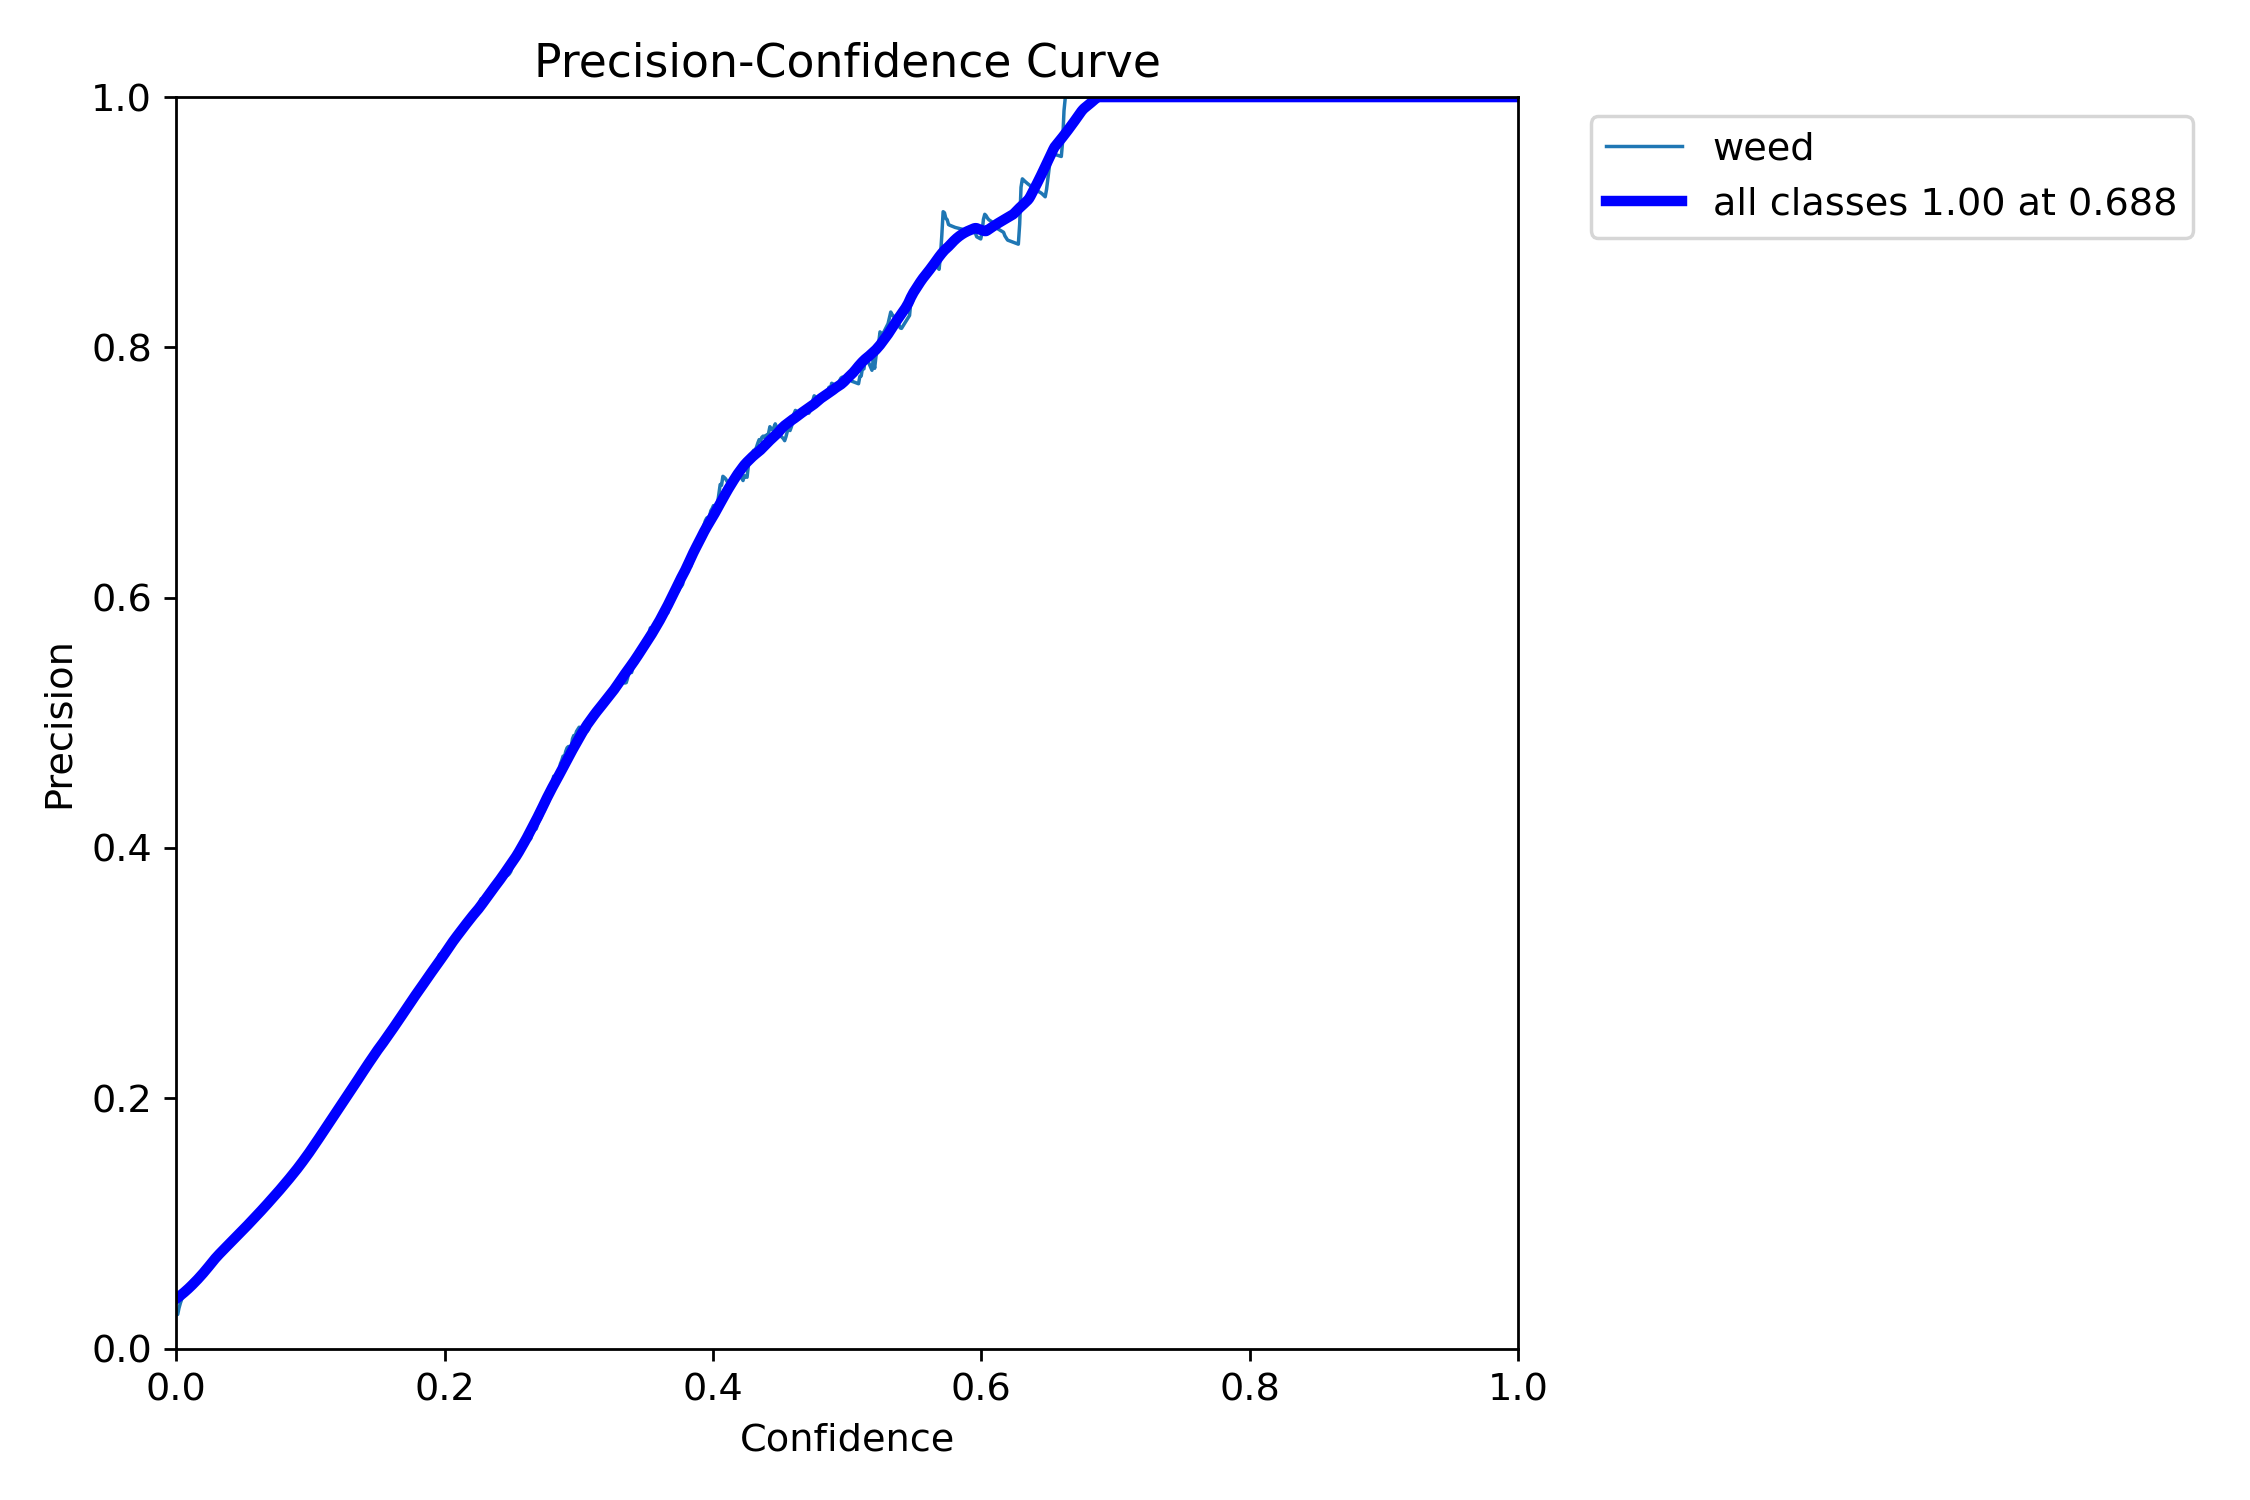 Precision-Confidence Curve
1.0
0.8
0.6
0.4
0.2
0.0
Precision
0.0 0.2 0.4 0.6 0.8 1.0
Confidence
weed
all classes 1.00 at 0.688